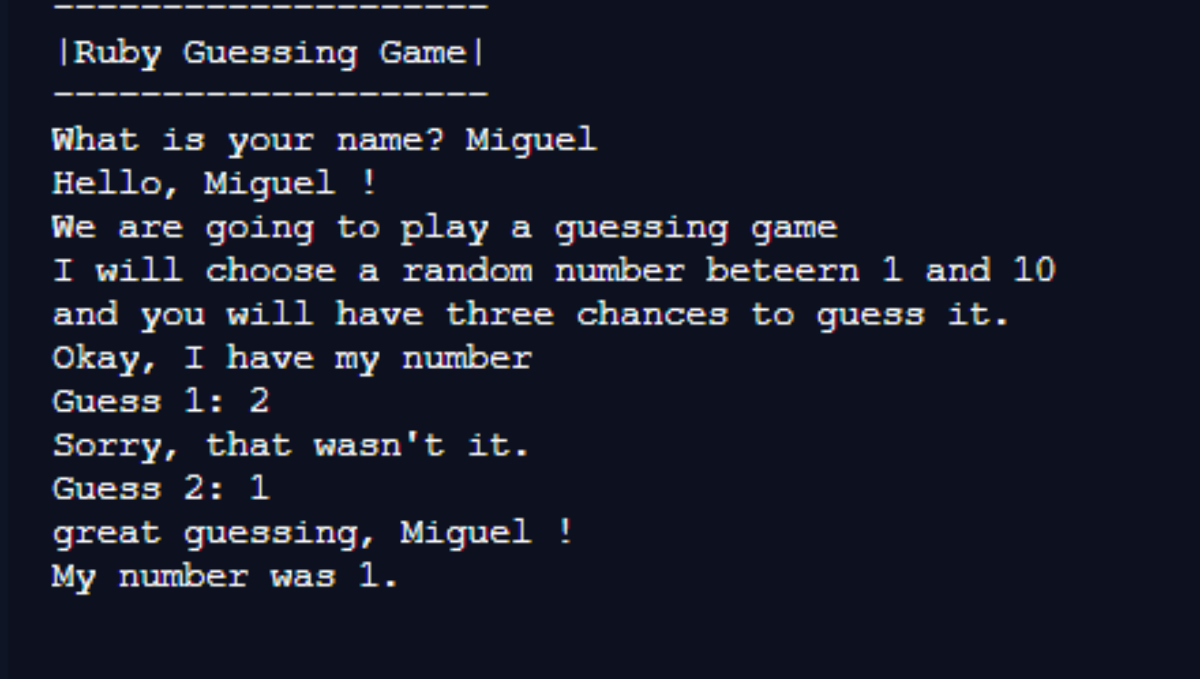 --------------------
|Ruby Guessing Game|
--------------------
What is your name? Miguel
Hello, Miguel !
We are going to play a guessing game
I will choose a random number beteern 1 and 10
and you will have three chances to guess it.
Okay, I have my number
Guess 1: 2
Sorry, that wasn't it.
Guess 2: 1
great guessing, Miguel !
My number was 1.